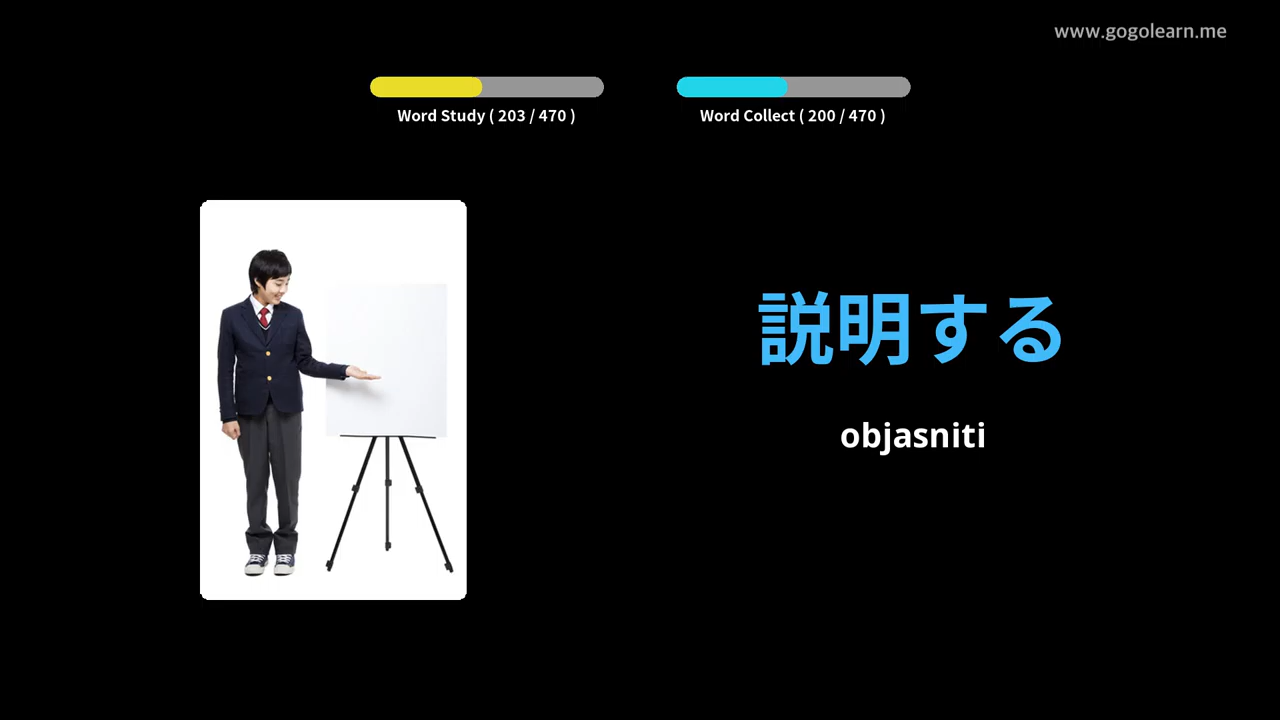 www.gogolearn.me
Word Study ( 203 / 470 )
Word Collect ( 200 / 470 )
説明する
objasniti